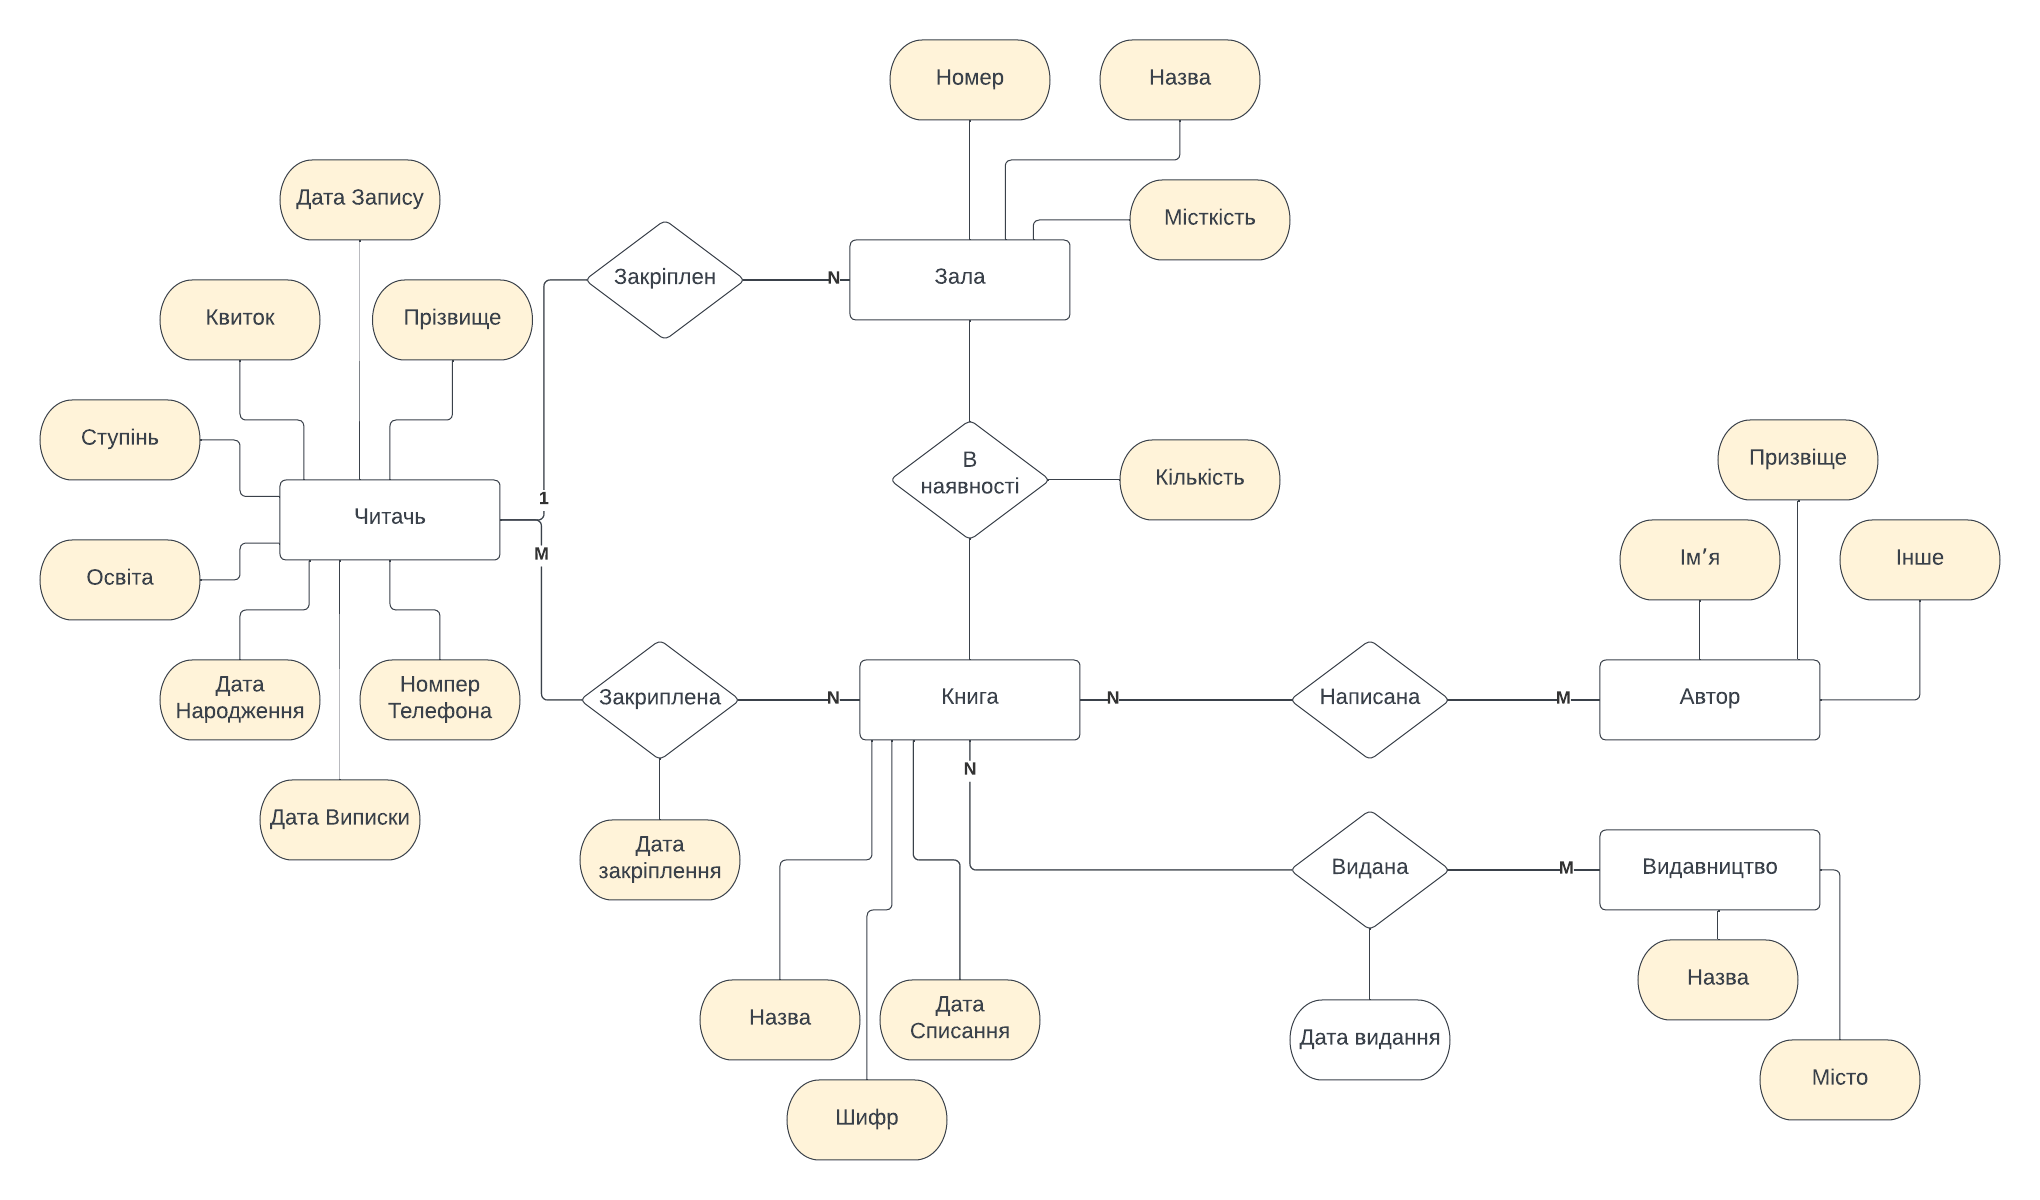 Номер
Назва
Дата Запису
Місткість
Закріплен
N
Зала
Квиток
Прізвище
Ступінь
В
наявності
Кількість
Призвіще
1
Читачь
M
Ім'я
Інше
Освіта
Дата
Народження
Номпер
Телефона
Закриплена
N
Книга
N
Написана
M
Автор
N
Дата Виписки
Дата
закріплення
Видана
M
Видавництво
Назва
Назва
Дата
Списання
Дата видання
Місто
Шифр